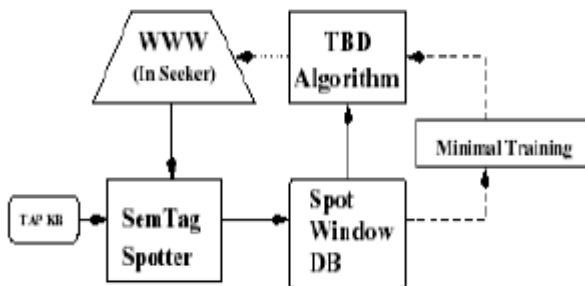 WWW
(In Seeker)
TBD
Algorithm
Minimal Training
TAP KB
SemTag
Spotter
Spot
Window
DB